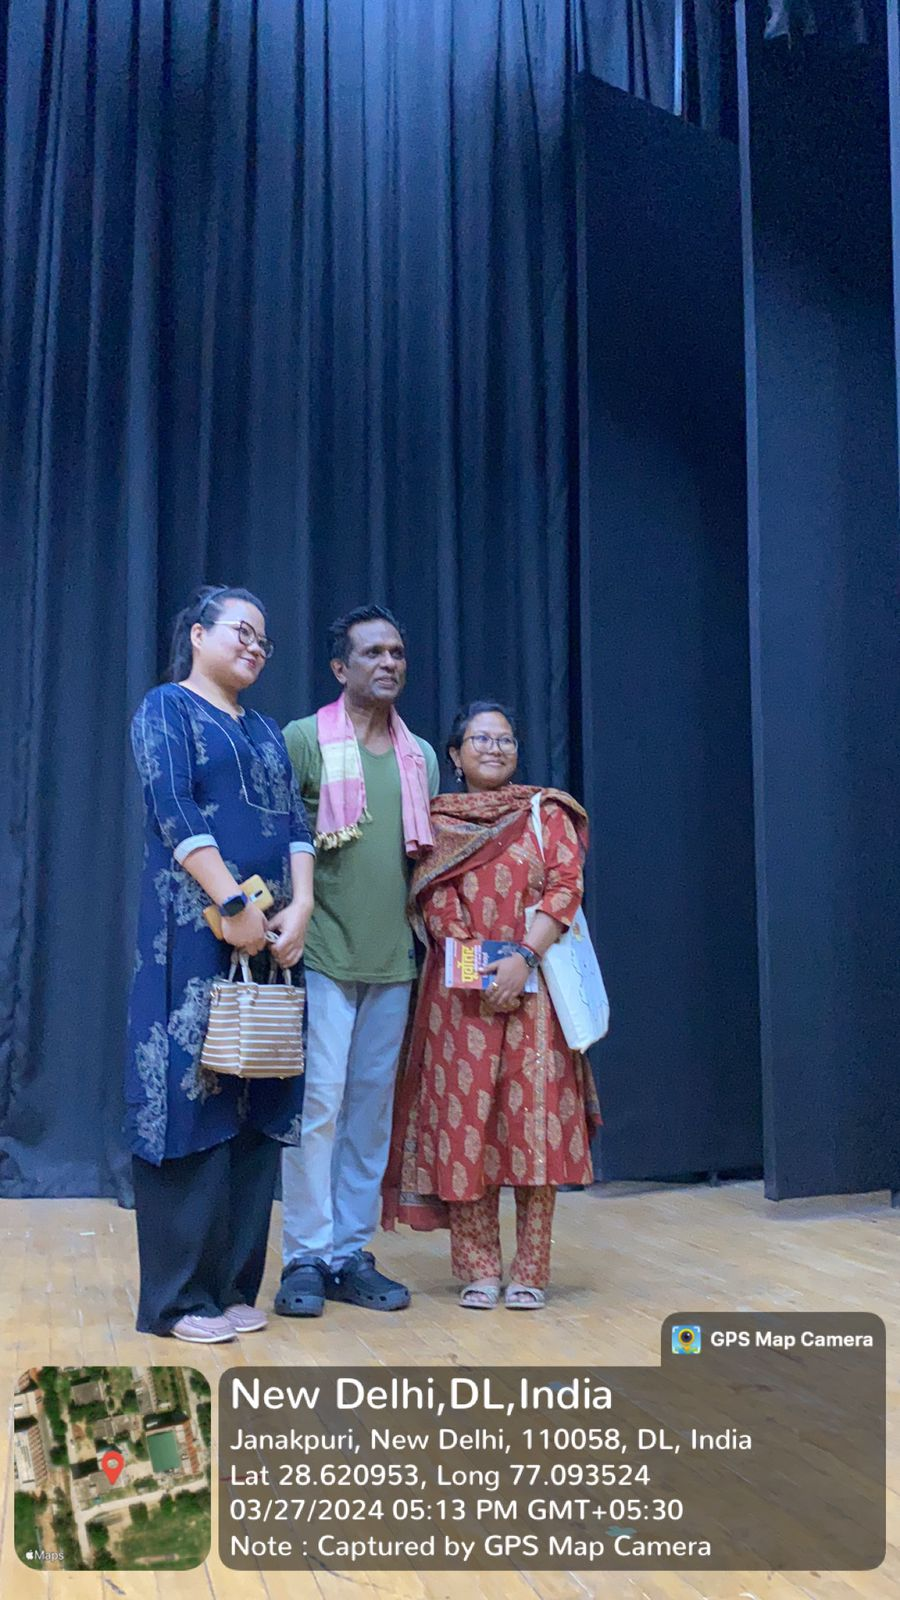 GPS Map Camera
New Delhi,DL,India
Janakpuri, New Delhi, 110058, DL, India
Lat 28.620953, Long 77.093524
03/27/2024 05:13 PM GMT+05:30
Note : Captured by GPS Map Camera
Maps